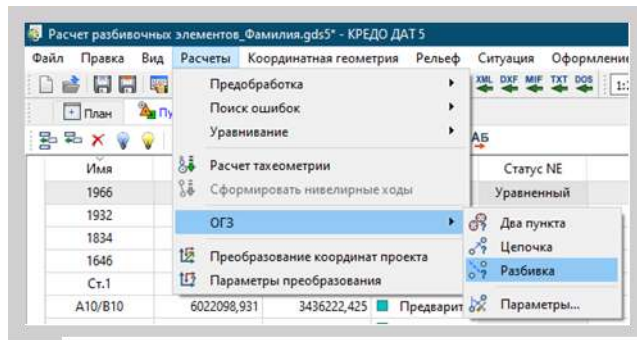 Расчет разбивочных элементов_Фамилия.gds5* - КРЕДО ДАТ 5
Файл Правка Вид Расчеты Координатная геометрия Рельеф Ситуация Оформление
XML DXF MIF TXT DOS
План
Предобработка
Поиск ошибок
Уравнивание
АБ
Имя Расчет тахеометрии Статус NE
1966 Сформировать нивелирные ходы Уравненный
1932 ОГЗ Два пункта
1834 Цепочка
1646 Преобразование координат проекта Разбивка
Ст.1 Параметры преобразования
А10/В10 6022098,931 3436222,425 Предварит Параметры...